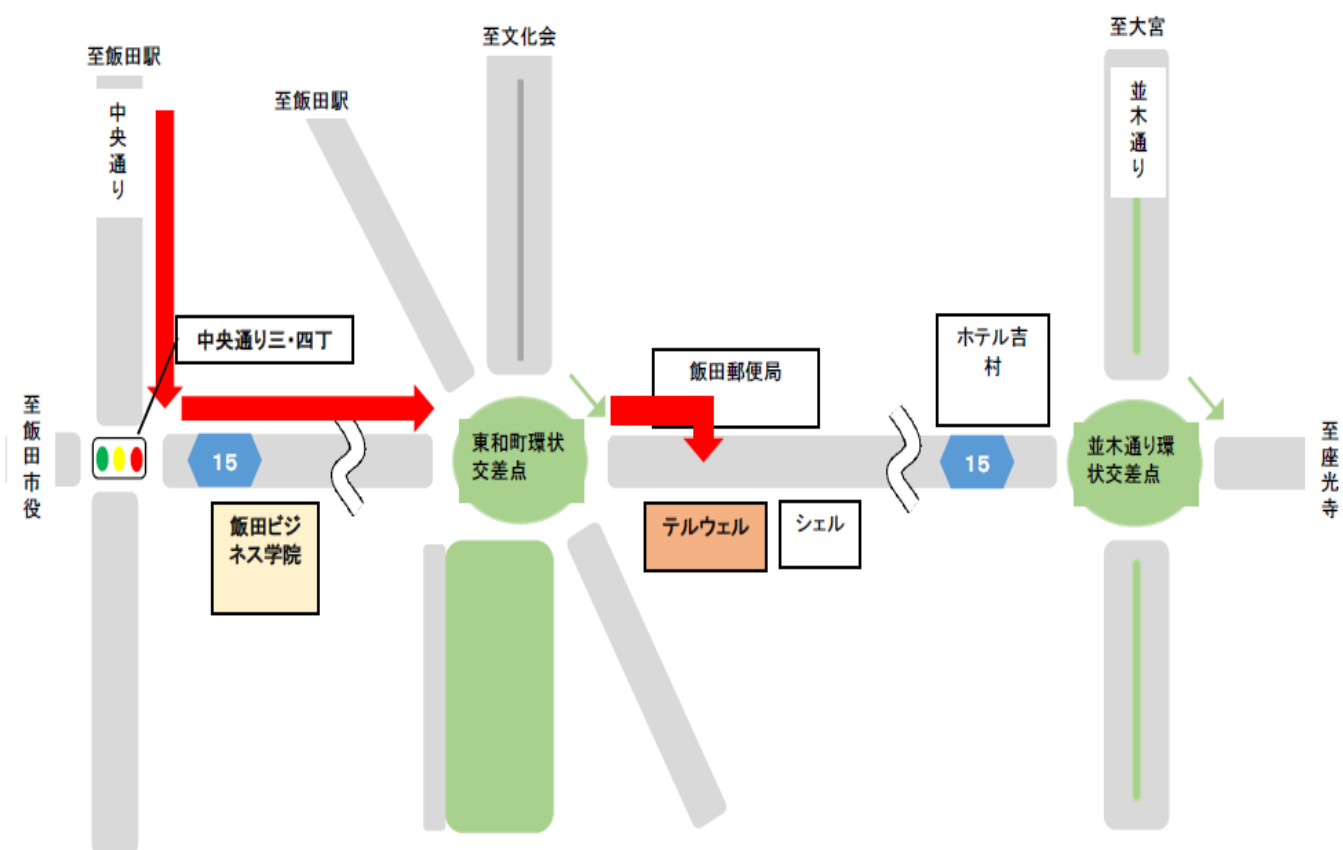 至文化会
至大宮
至飯田駅
至飯田駅
中央通り
並木通り
中央通り三・四丁
飯田郵便局
ホテル吉
村
至飯田市役
15
東和町環状
交差点
15
並木通り環
状交差点
至座光寺
飯田ビジ
ネス学院
テルウェル
シェル